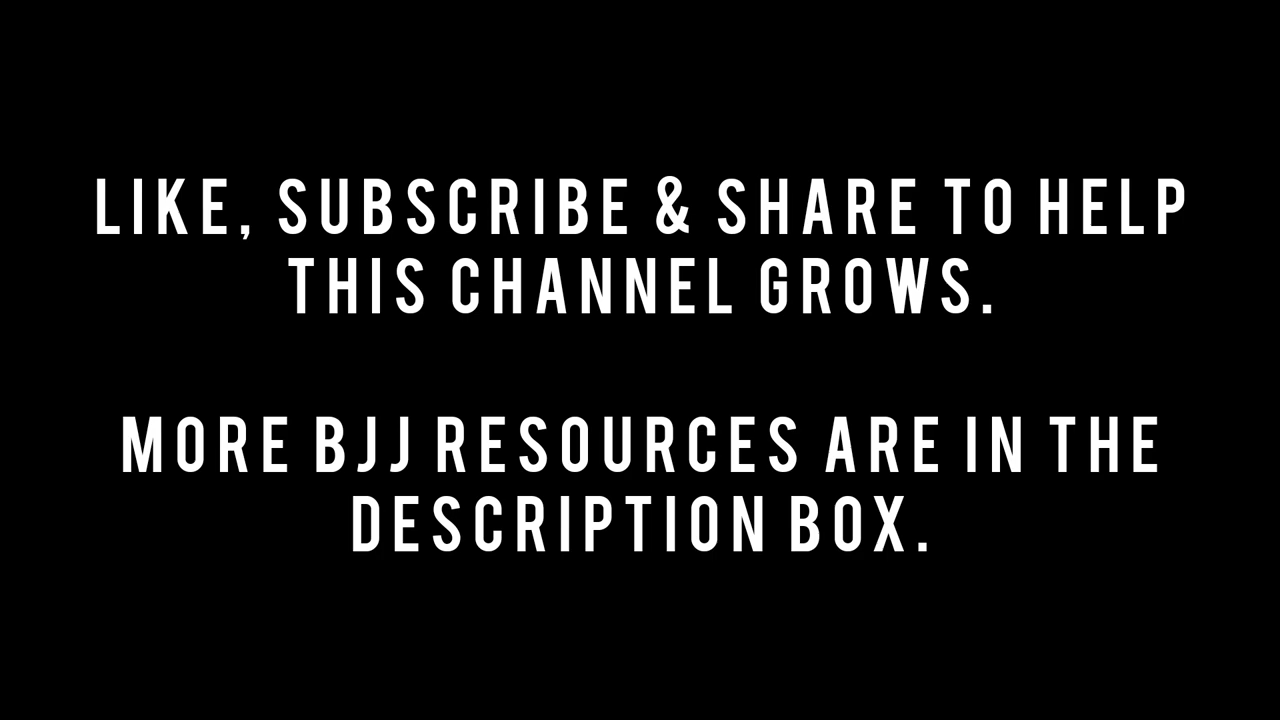 LIKE, SUBSCRIBE & SHARE TO HELP
THIS CHANNEL GROWS.
MORE BJJ RESOURCES ARE IN THE
DESCRIPTION BOX.